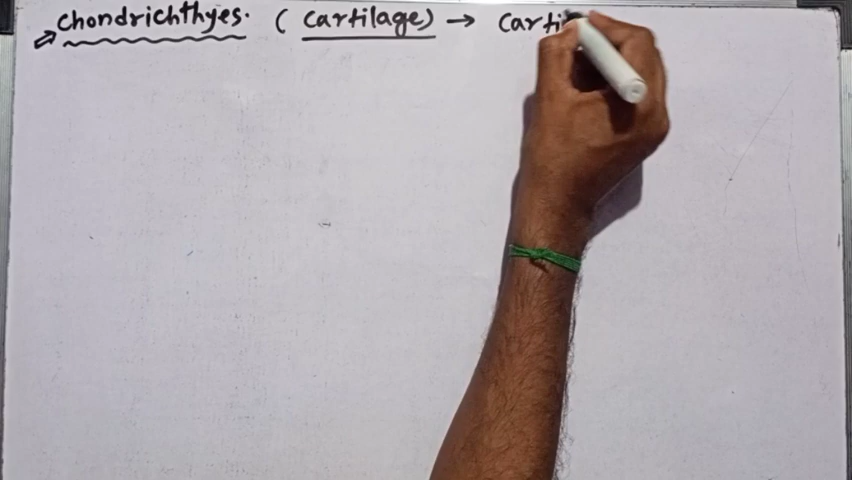 ⇒ Chondrichthyes. (Cartilage) → Carti